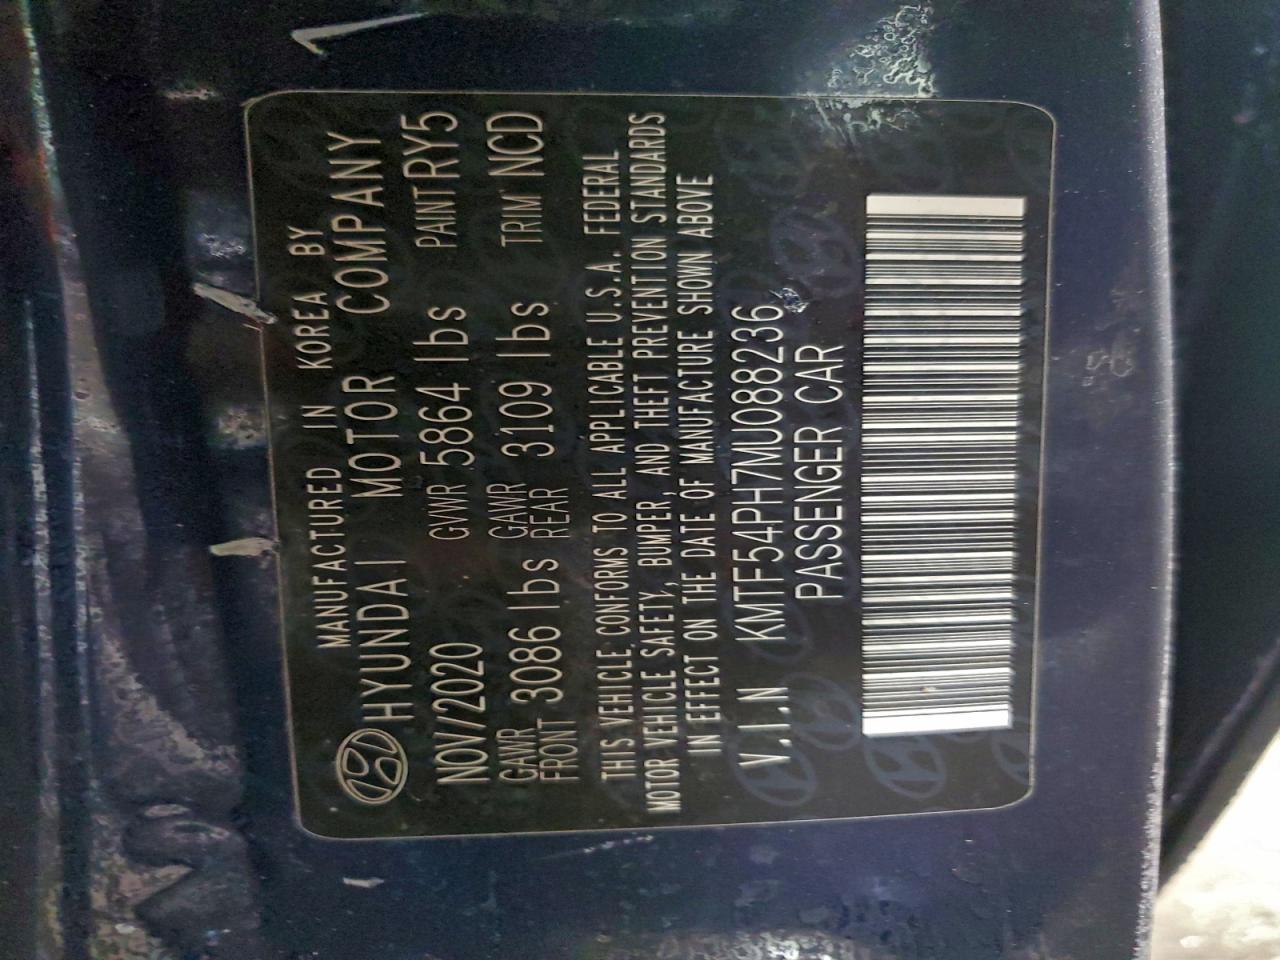 MANUFACTURED IN KOREA BY
HYUNDAI MOTOR COMPANY
NOV/2020 GVWR 5864 lbs PAINT RY5
GAWR FRONT 3086 lbs GAWR REAR 3109 lbs TRIM NCD
THIS VEHICLE CONFORMS TO ALL APPLICABLE U.S.A. FEDERAL
MOTOR VEHICLE SAFETY, BUMPER, AND THEFT PREVENTION STANDARDS
IN EFFECT ON THE DATE OF MANUFACTURE SHOWN ABOVE
V.I.N KMTF54PH7MU088236
PASSENGER CAR